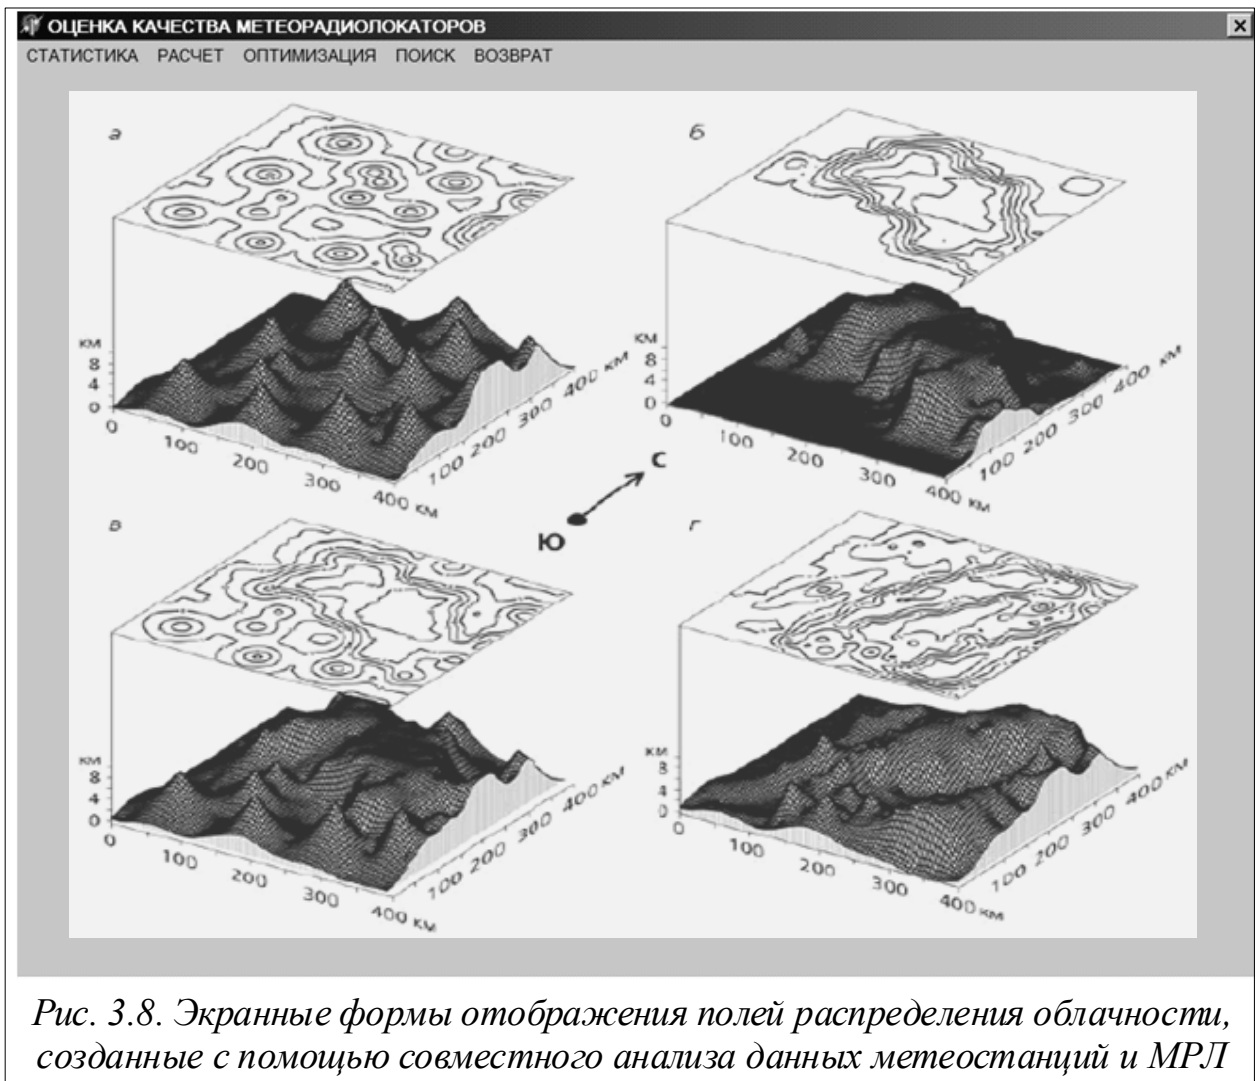 ОЦЕНКА КАЧЕСТВА МЕТЕОРАДИОЛОКАТОРОВ
СТАТИСТИКА РАСЧЕТ ОПТИМИЗАЦИЯ ПОИСК ВОЗВРАТ
а
км
8
4
0
0
100
200
300
400 км
100
200
300
400 км
б
км
8
4
0
0
100
200
300
400 км
100
200
300
400 км
С
Ю
в
км
8
4
0
0
100
200
300
400 км
100
200
300
400 км
г
км
8
4
0
0
100
200
300
400 км
100
200
300
400 км
Рис. 3.8. Экранные формы отображения полей распределения облачности,
созданные с помощью совместного анализа данных метеостанций и МРЛ